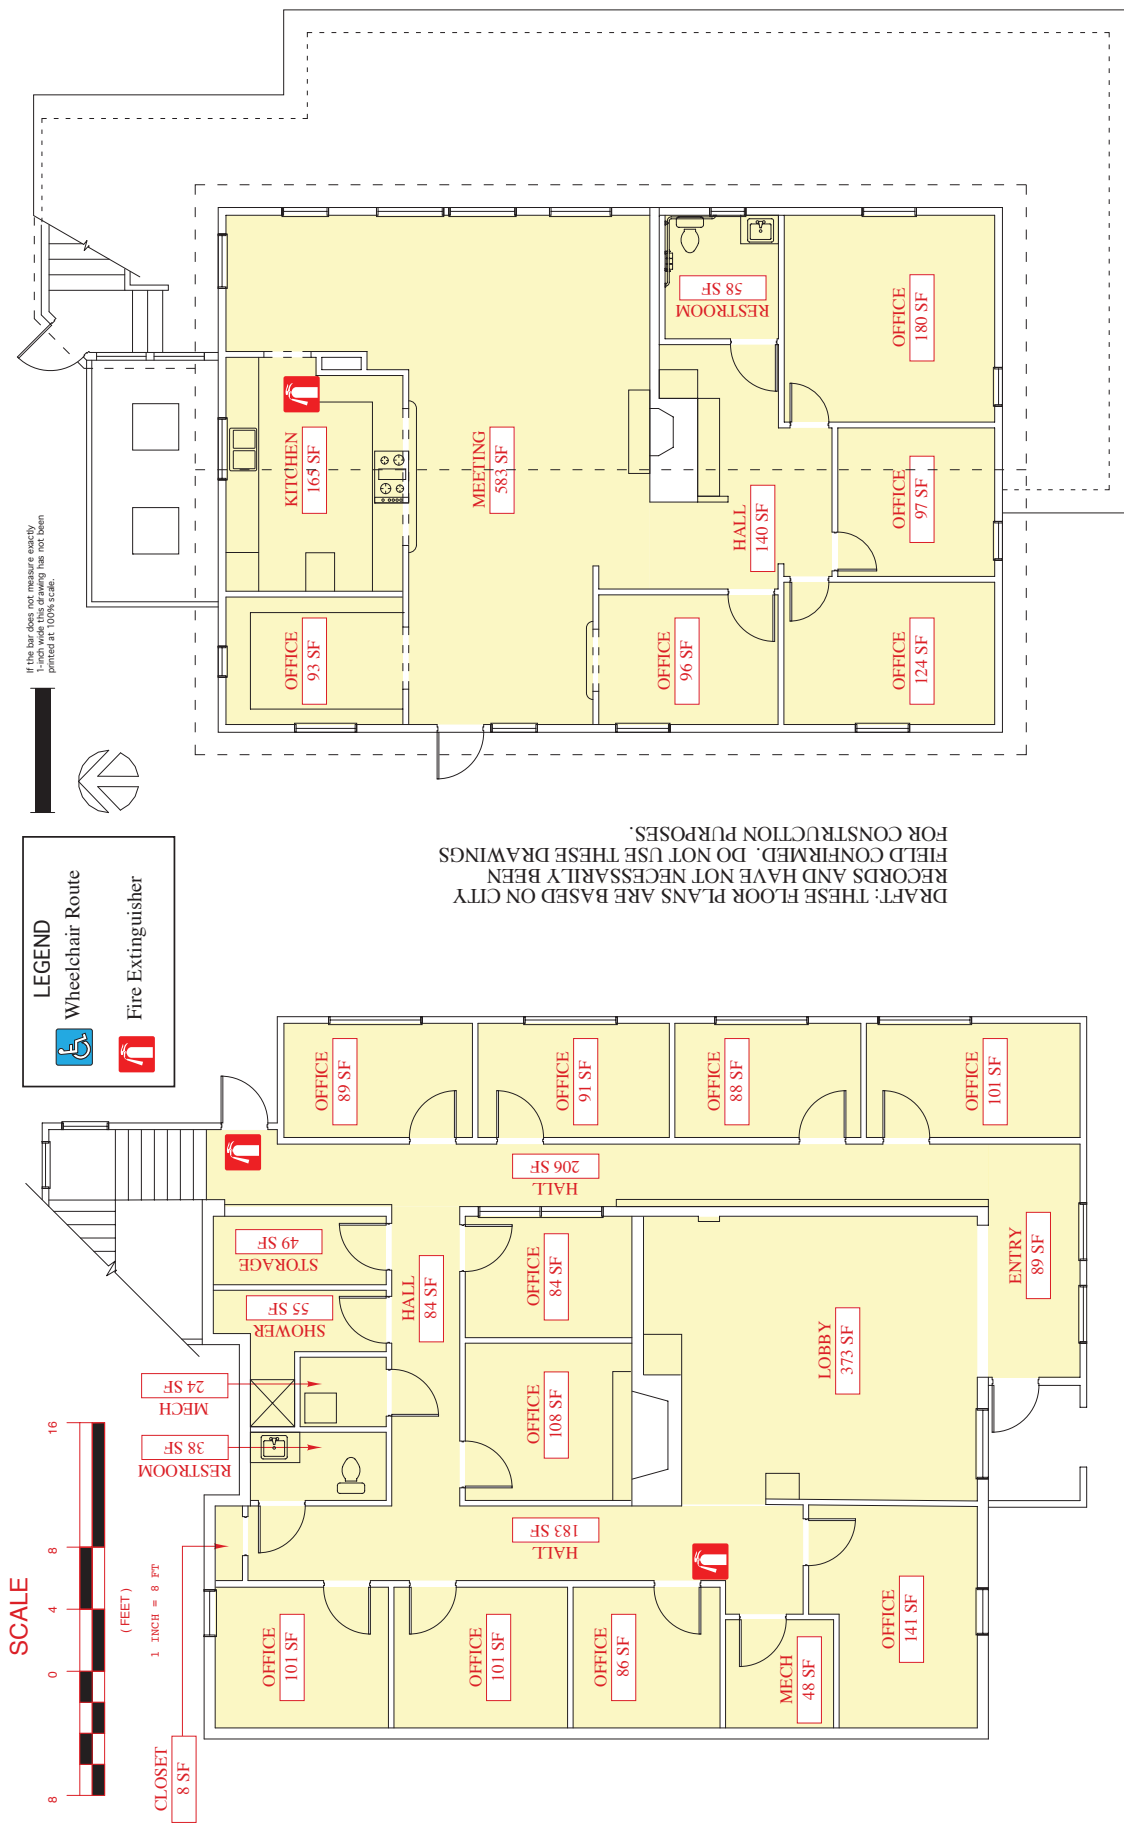 If the bar does not measure exactly
1-inch wide this drawing has not been
printed at 100% scale.
LEGEND
Wheelchair Route
Fire Extinguisher
SCALE
8
0
4
8
16
( FEET )
1 INCH = 8 FT
CLOSET
8 SF
RESTROOM
38 SF
MECH
24 SF
SHOWER
55 SF
STORAGE
49 SF
OFFICE
101 SF
OFFICE
101 SF
OFFICE
86 SF
MECH
48 SF
OFFICE
141 SF
HALL
183 SF
HALL
84 SF
OFFICE
108 SF
OFFICE
84 SF
LOBBY
373 SF
ENTRY
89 SF
HALL
206 SF
OFFICE
89 SF
OFFICE
91 SF
OFFICE
88 SF
OFFICE
101 SF
DRAFT: THESE FLOOR PLANS ARE BASED ON CITY
RECORDS AND HAVE NOT NECESSARILY BEEN
FIELD CONFIRMED. DO NOT USE THESE DRAWINGS
FOR CONSTRUCTION PURPOSES.
OFFICE
93 SF
KITCHEN
165 SF
MEETING
583 SF
OFFICE
96 SF
HALL
140 SF
RESTROOM
58 SF
OFFICE
124 SF
OFFICE
97 SF
OFFICE
180 SF